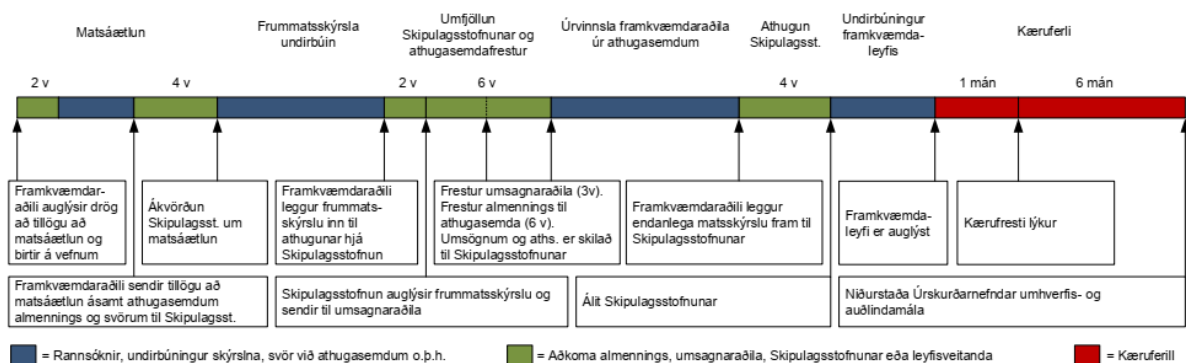 Matsáætlun
Frummatsskýrsla
undirbúin
Umfjöllun
Skipulagsstofnunar og
athugasemdafrestur
Úrvinnsla framkvæmdaraðila
úr athugasemdum
Athugun
Skipulagsst.
Undirbúningur
framkvæmda-
leyfis
Kæruferli
2 v
4 v
2 v
6 v
4 v
1 mán
6 mán
Framkvæmdar-
aðili auglýsir drög
að tillögu að
matsáætlun og
birtir á vefnum
Ákvörðun
Skipulagsst. um
matsáætlun
Framkvæmdaraðili
leggur frummats-
skýrslu inn til
athugunar hjá
Skipulagsstofnun
Frestur umsagnaraðila (3v).
Frestur almennings til
athugasemda (6 v).
Umsögnum og aths. er skilað
til Skipulagsstofnunar
Framkvæmdaraðili leggur
endanlega matsskýrslu fram til
Skipulagsstofnunar
Framkvæmda-
leyfi er auglýst
Kærufresti lýkur
Framkvæmdaraðili sendir tillögu að
matsáætlun ásamt athugasemdum
almennings og svörum til Skipulagsst.
Skipulagsstofnun auglýsir frummatsskýrslu og
sendir til umsagnaraðila
Álit Skipulagsstofnunar
Niðurstaða Úrskurðarnefndar umhverfis- og
auðlindamála
= Rannsóknir, undirbúningur skýrslna, svör við athugasemdum o.þ.h.
= Aðkoma almennings, umsagnaraðila, Skipulagsstofnunar eða leyfisveitanda
= Kæruferill